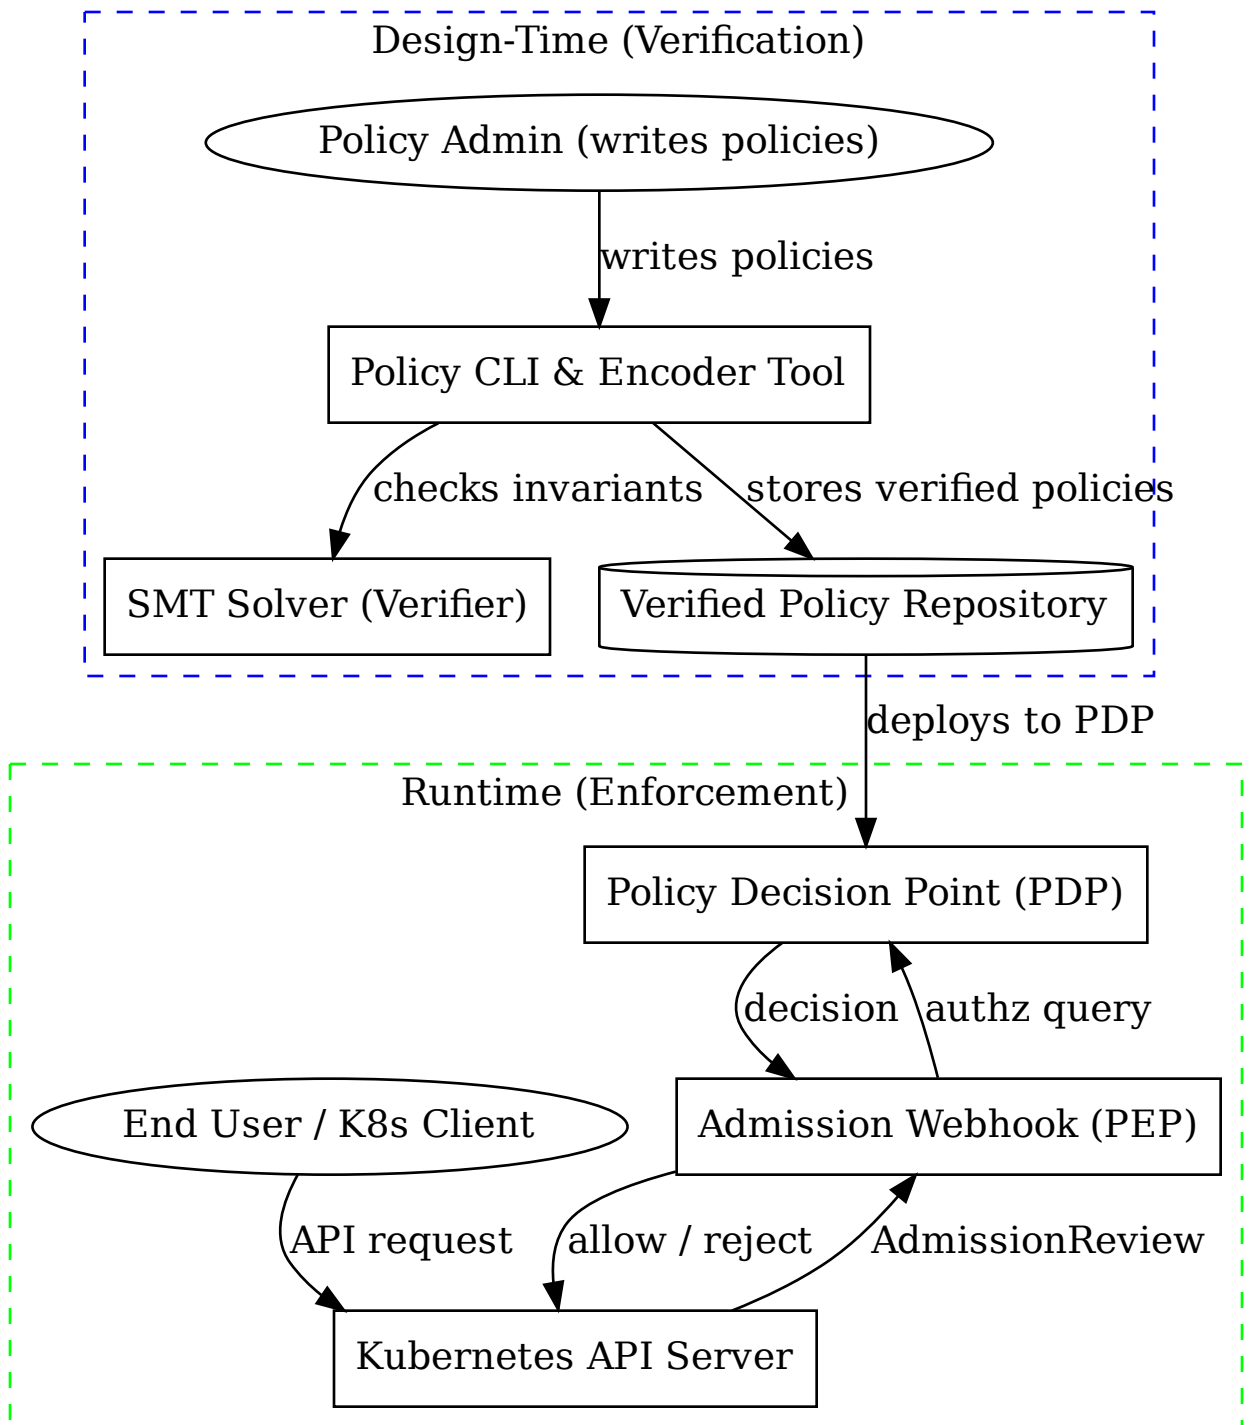 Design-Time (Verification)
Policy Admin (writes policies)
writes policies
Policy CLI & Encoder Tool
checks invariants
stores verified policies
SMT Solver (Verifier)
Verified Policy Repository
deploys to PDP
Runtime (Enforcement)
Policy Decision Point (PDP)
decision
authz query
End User / K8s Client
Admission Webhook (PEP)
API request
allow / reject
AdmissionReview
Kubernetes API Server